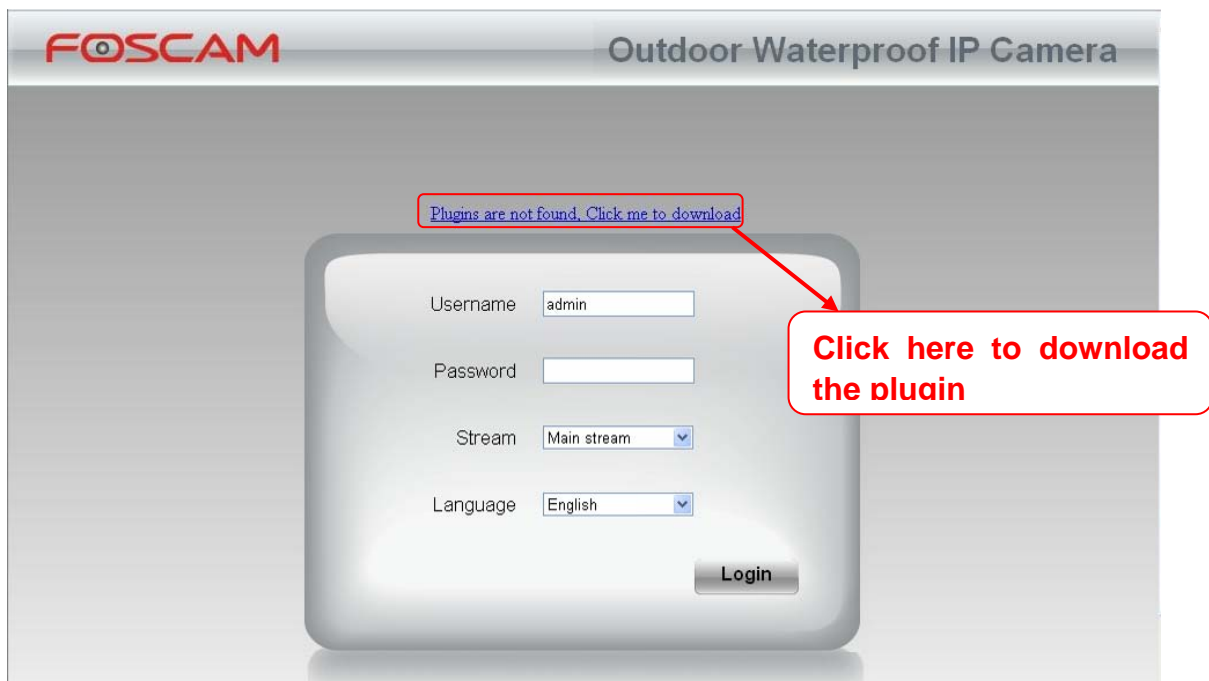 FOSCAM
Outdoor Waterproof IP Camera
Plugins are not found, Click me to download
Username admin
Password
Stream Main stream
Language English
Login
Click here to download
the plugin